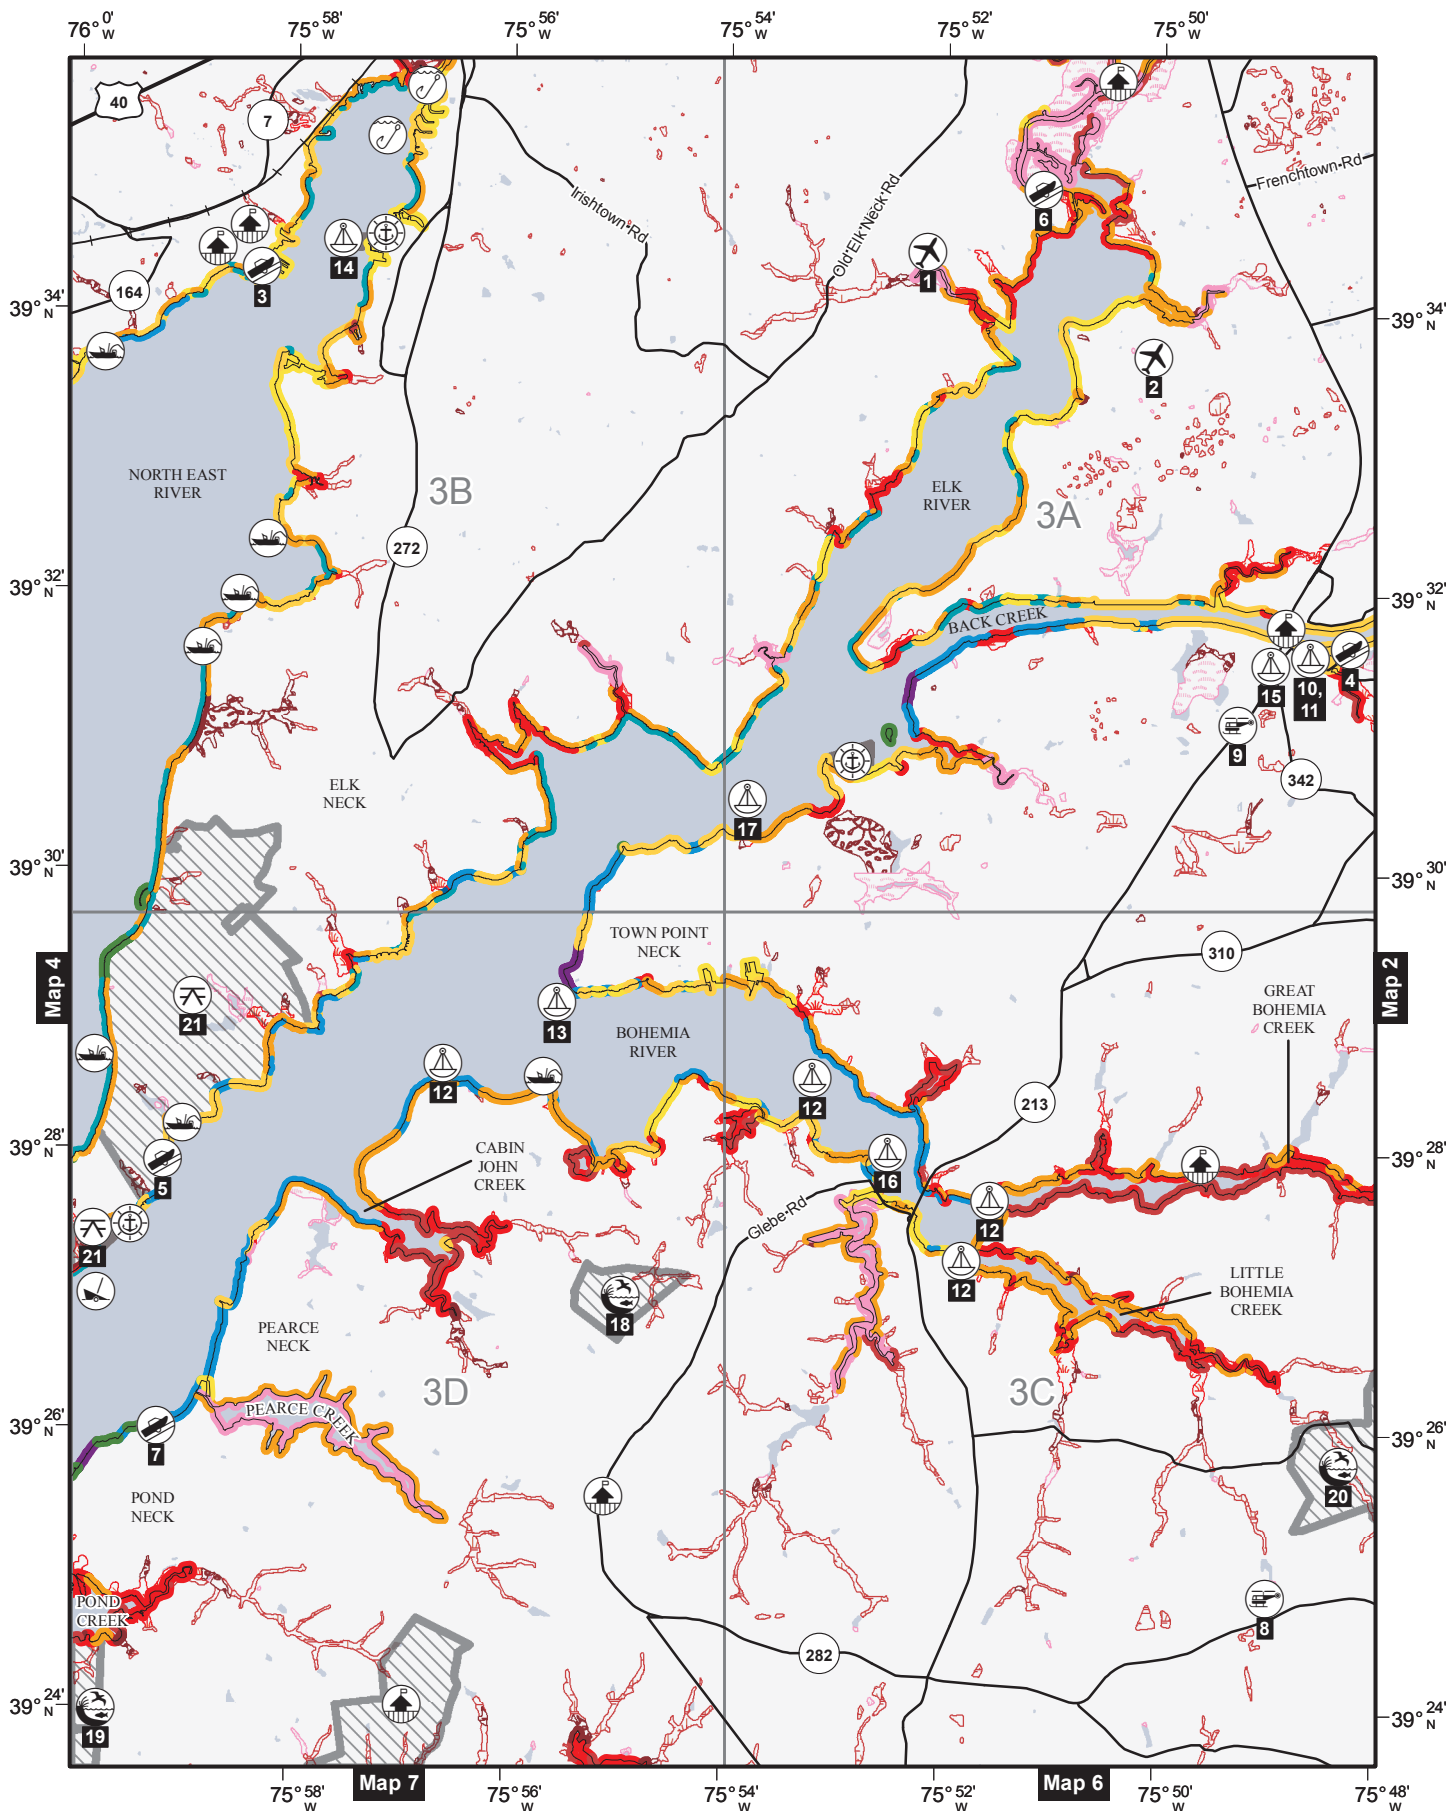 76° 0' W
75° 58' W
75° 56' W
75° 54' W
75° 52' W
75° 50' W
40
7
Irishtown Rd
Old Elk Neck Rd
Frenchtown Rd
6
1
14
3
164
39° 34' N
39° 34' N
2
NORTH EAST
RIVER
3B
ELK
RIVER
3A
272
39° 32' N
39° 32' N
BACK CREEK
4
15
10,
11
9
342
ELK
NECK
17
39° 30' N
39° 30' N
TOWN POINT
NECK
310
Map 4
Map 2
21
GREAT
BOHEMIA
CREEK
13
BOHEMIA
RIVER
12
12
213
39° 28' N
39° 28' N
CABIN
JOHN
CREEK
5
16
Glebe Rd
12
21
12
LITTLE
BOHEMIA
CREEK
18
PEARCE
NECK
3D
3C
PEARCE CREEK
39° 26' N
39° 26' N
7
20
POND
NECK
POND
CREEK
8
282
39° 24' N
39° 24' N
19
Map 7
Map 6
75° 58' W
75° 56' W
75° 54' W
75° 52' W
75° 50' W
75° 48' W